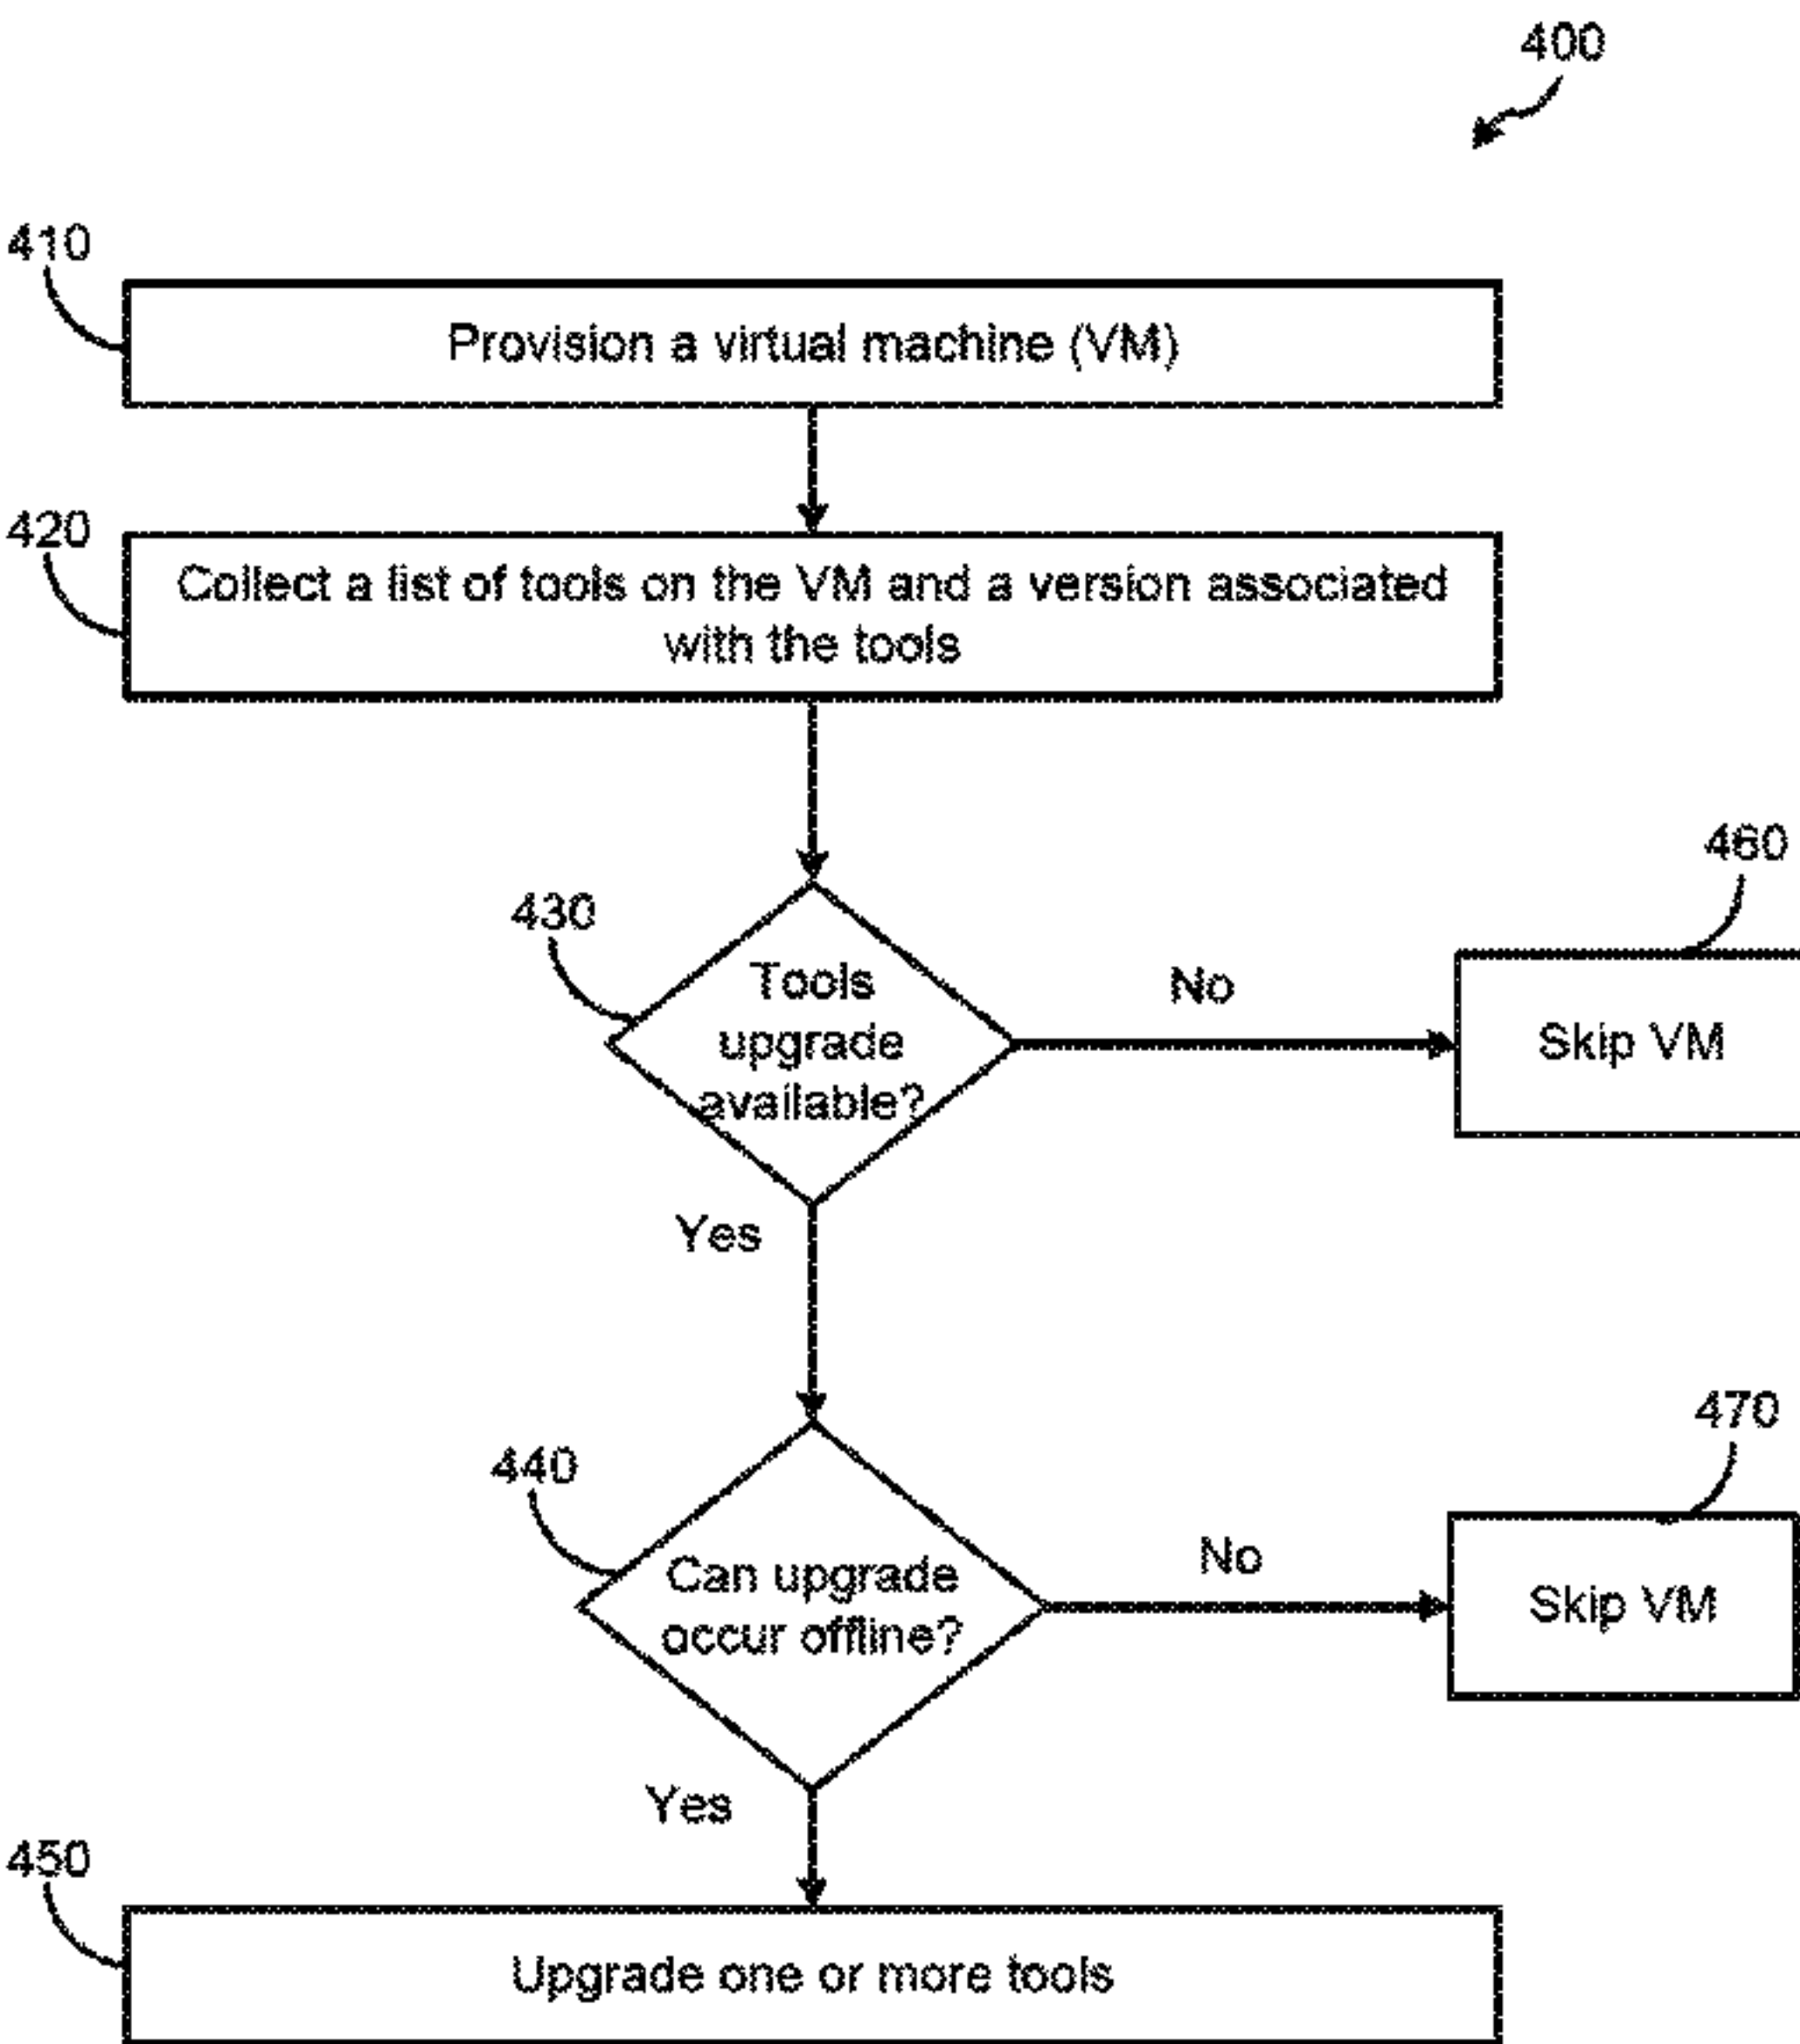 400
410
Provision a virtual machine (VM)
420
Collect a list of tools on the VM and a version associated
with the tools
430
Tools
upgrade
available?
No
460
Skip VM
Yes
440
Can upgrade
occur offline?
No
470
Skip VM
Yes
450
Upgrade one or more tools